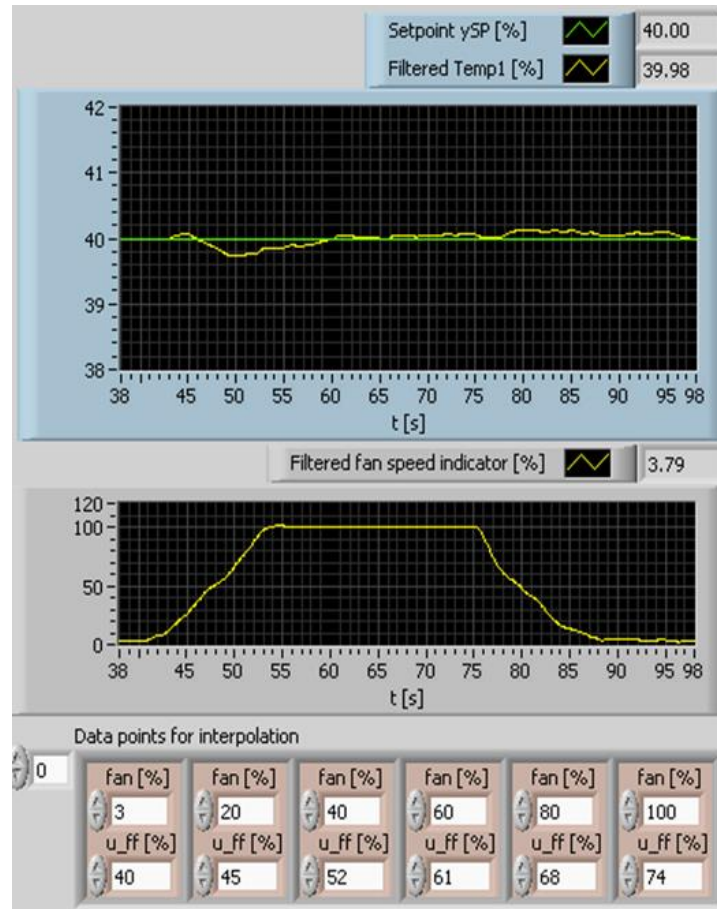 Setpoint ySP [%] 40.00
Filtered Temp1 [%] 39.98
42
41
40
39
38
38 45 50 55 60 65 70 75 80 85 90 95 98
t [s]
Filtered fan speed indicator [%] 3.79
120
100
50
0
38 45 50 55 60 65 70 75 80 85 90 95 98
t [s]
Data points for interpolation
0
fan [%] fan [%] fan [%] fan [%] fan [%] fan [%]
3 20 40 60 80 100
u_ff [%] u_ff [%] u_ff [%] u_ff [%] u_ff [%] u_ff [%]
40 45 52 61 68 74